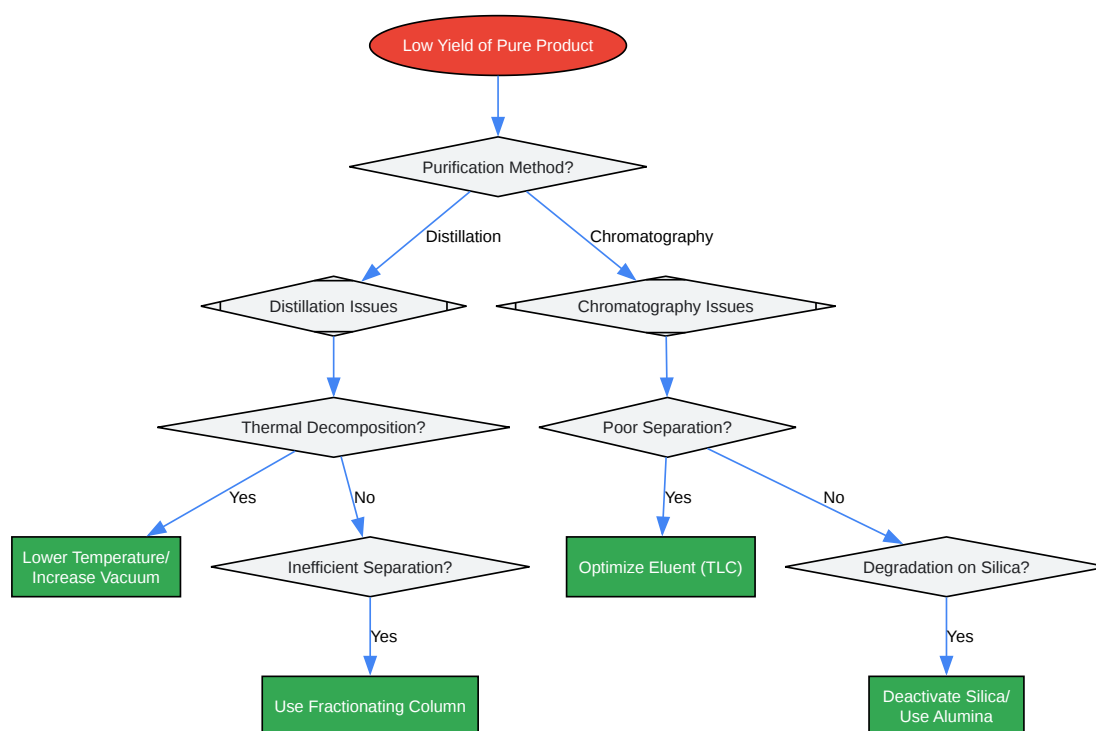 Low Yield of Pure Product
Purification Method?
Distillation
Chromatography
Distillation Issues
Chromatography Issues
Thermal Decomposition?
Poor Separation?
Yes
No
Yes
No
Lower Temperature/
Increase Vacuum
Inefficient Separation?
Optimize Eluent (TLC)
Degradation on Silica?
Yes
Yes
Use Fractionating Column
Deactivate Silica/
Use Alumina